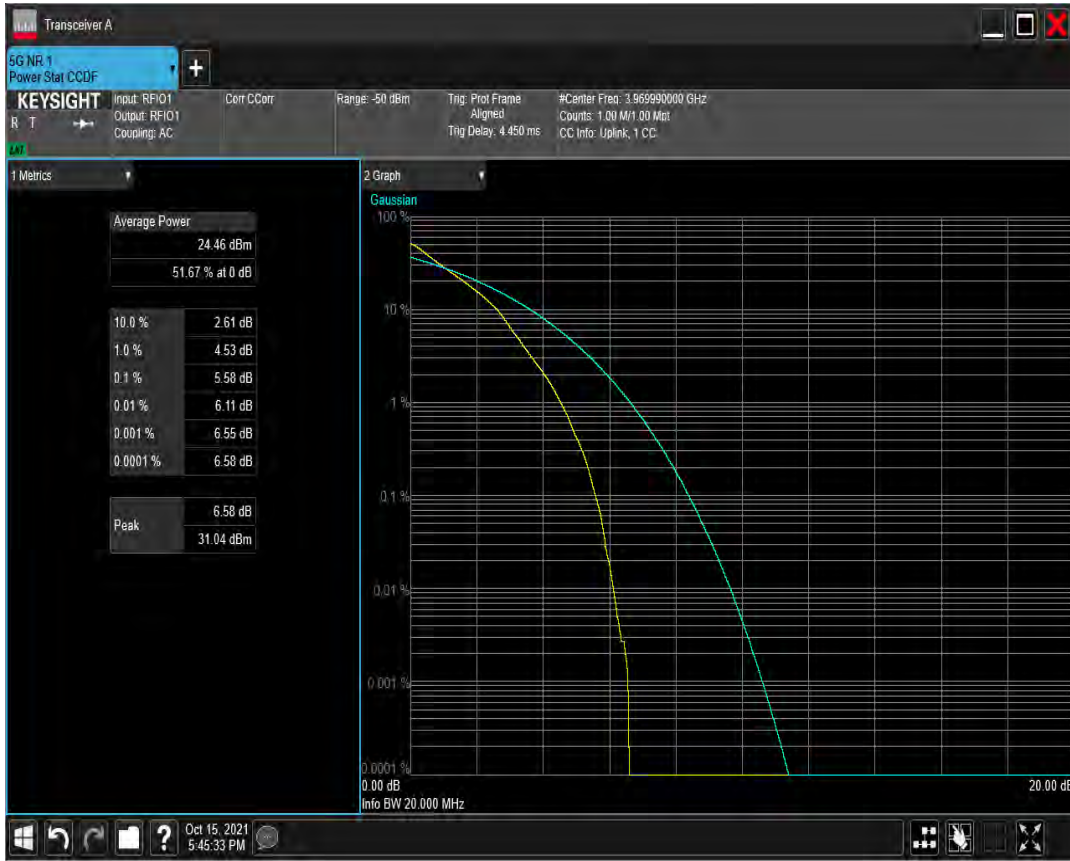 Transceiver A
5G NR 1
Power Stat CCDF
+
KEYSIGHT
R T
LXI
Input: RFIO1
Output: RFIO1
Coupling: AC
Corr CCorr
Range: -50 dBm
Trig: Prot Frame
Aligned
Trig Delay: 4.450 ms
#Center Freq: 3.969990000 GHz
Counts: 1.00 M/1.00 Mpt
CC Info: Uplink, 1 CC
1 Metrics
Average Power
24.46 dBm
51.67 % at 0 dB
10.0 % 2.61 dB
1.0 % 4.53 dB
0.1 % 5.58 dB
0.01 % 6.11 dB
0.001 % 6.55 dB
0.0001 % 6.58 dB
Peak
6.58 dB
31.04 dBm
2 Graph
Gaussian
100 %
10 %
1 %
0.1 %
0.01 %
0.001 %
0.0001 %
0.00 dB
20.00 dB
Info BW 20.000 MHz
?
Oct 15, 2021
5:45:33 PM